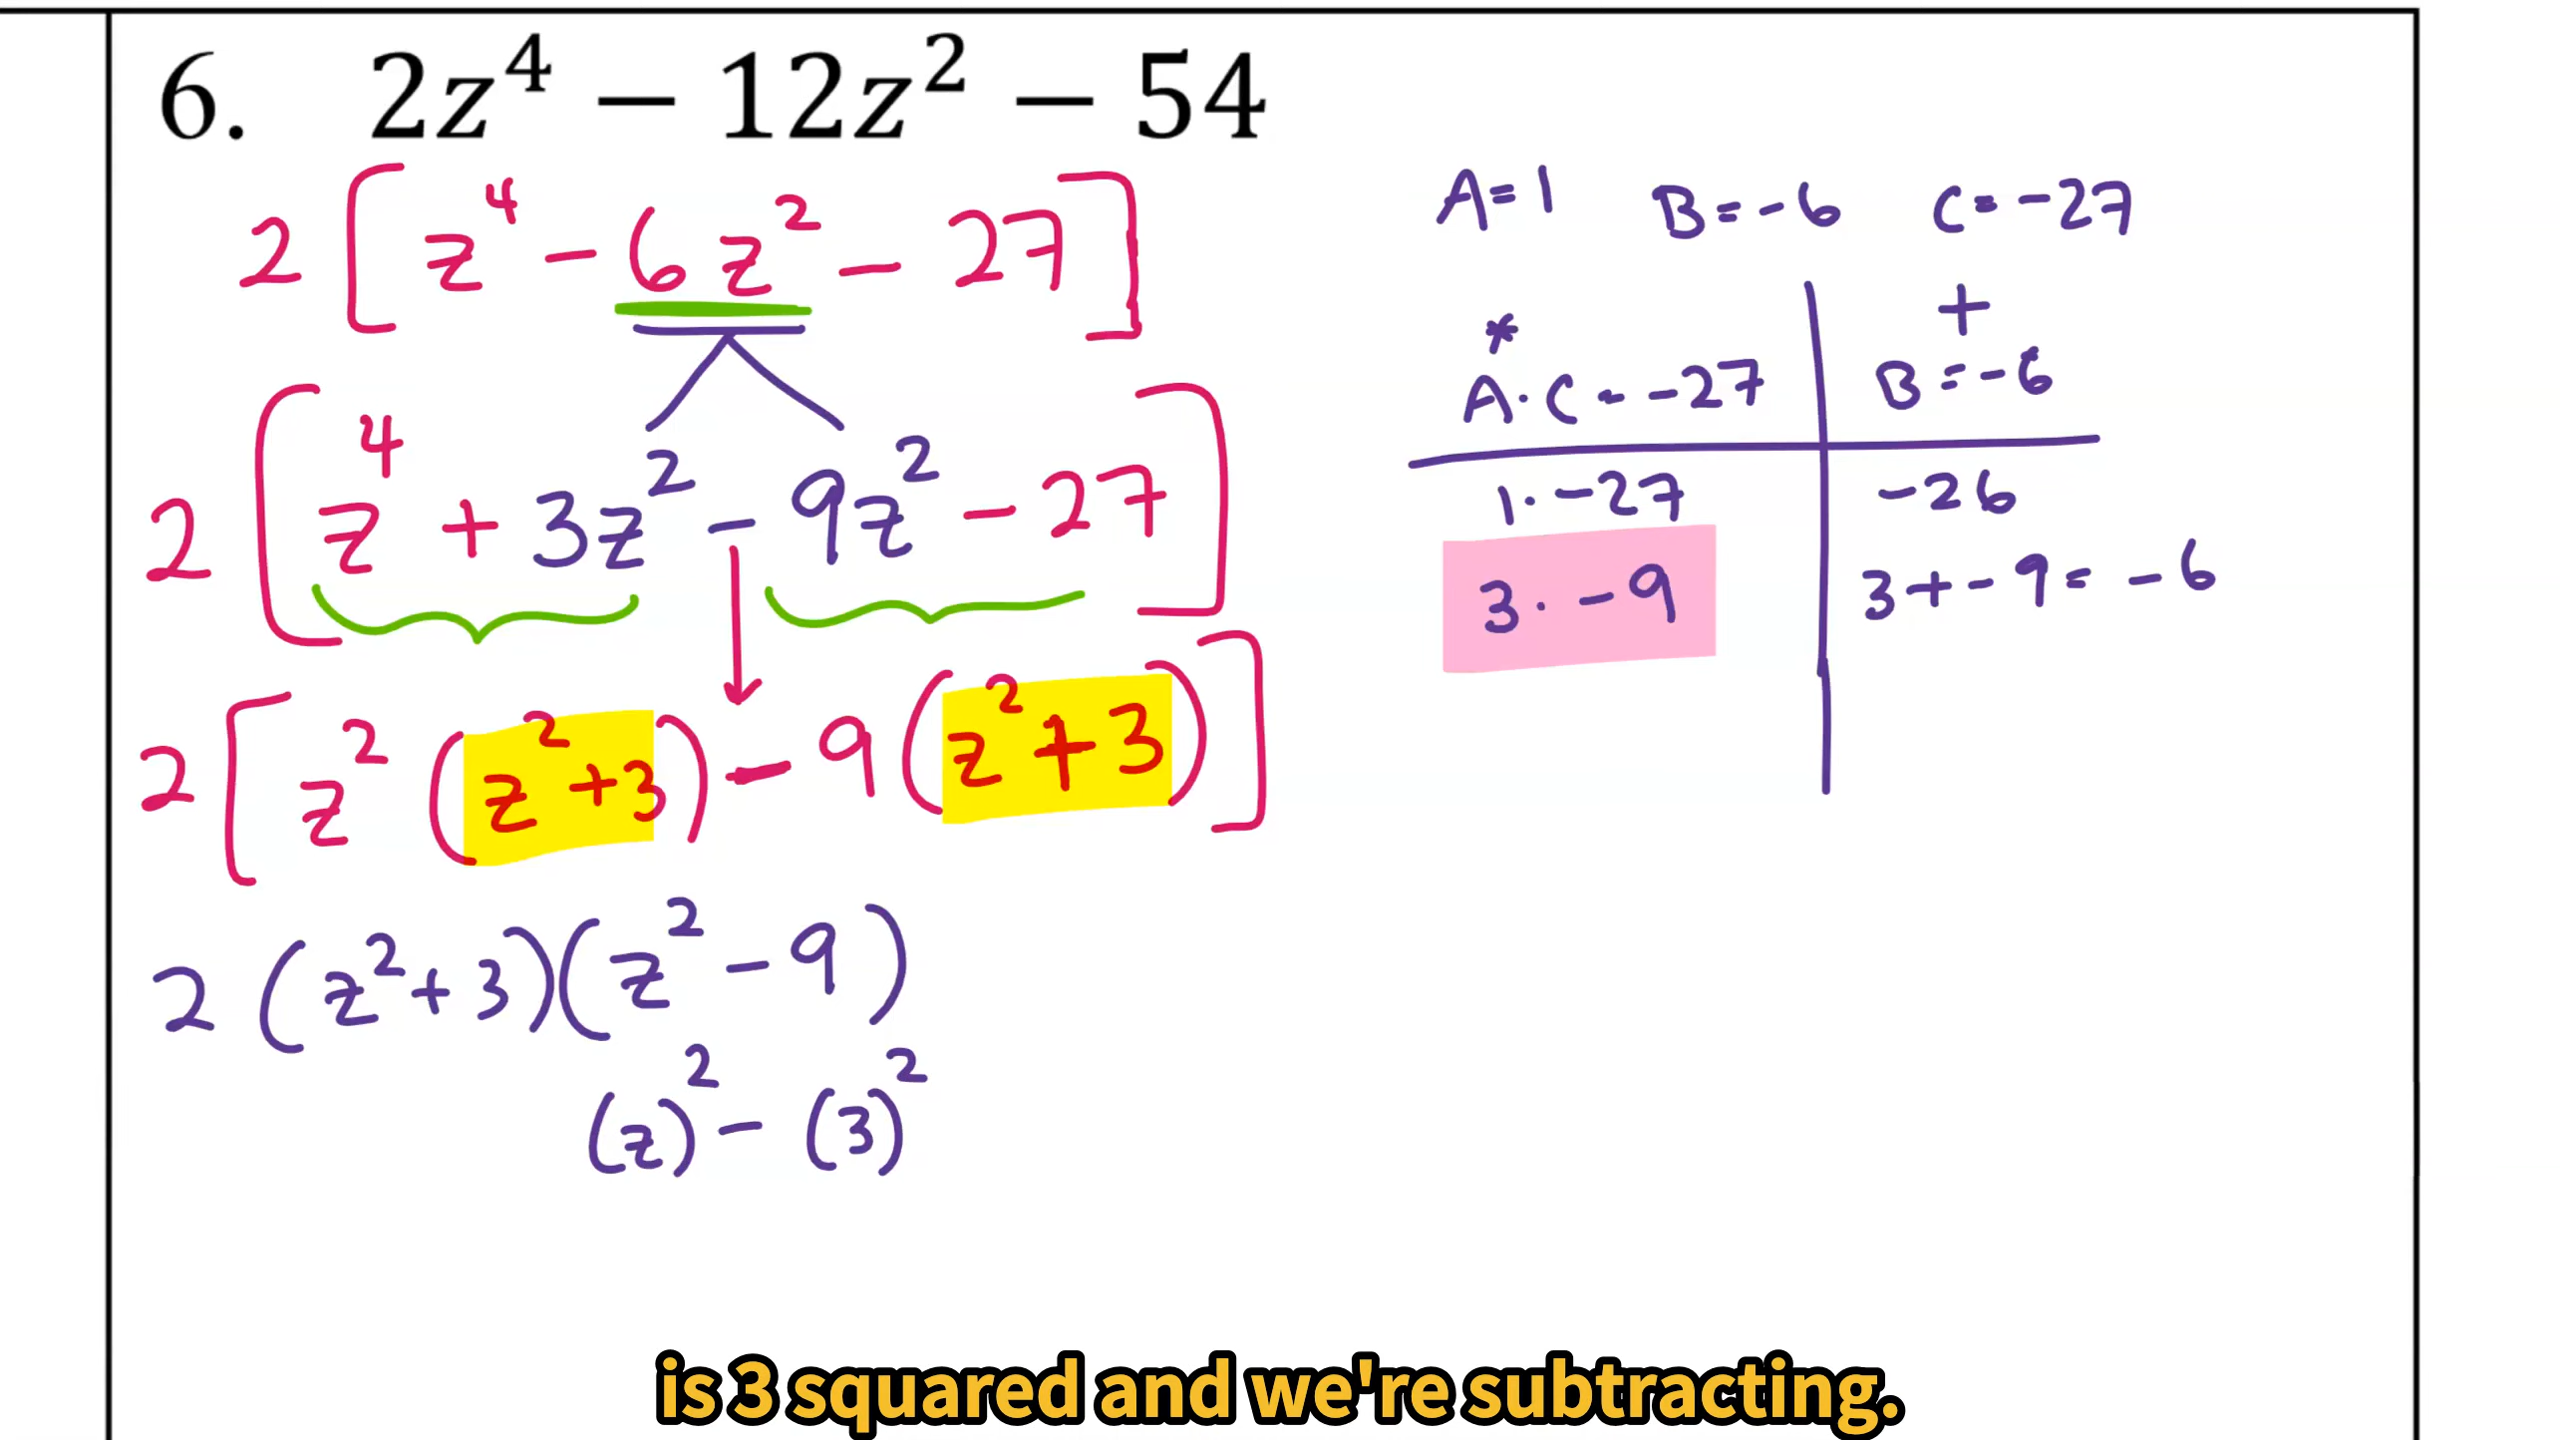 6. 2z⁴ − 12z² − 54
2[z⁴ − 6z² − 27]
2[z⁴ + 3z² − 9z² − 27]
2[z²(z²+3) − 9(z²+3)]
2(z²+3)(z²−9)
(z)² − (3)²
A=1 B=-6 C=-27
* +
A·C=-27 B=-6
1·-27 -26
3·-9 3+-9=-6
is 3 squared and we're subtracting.